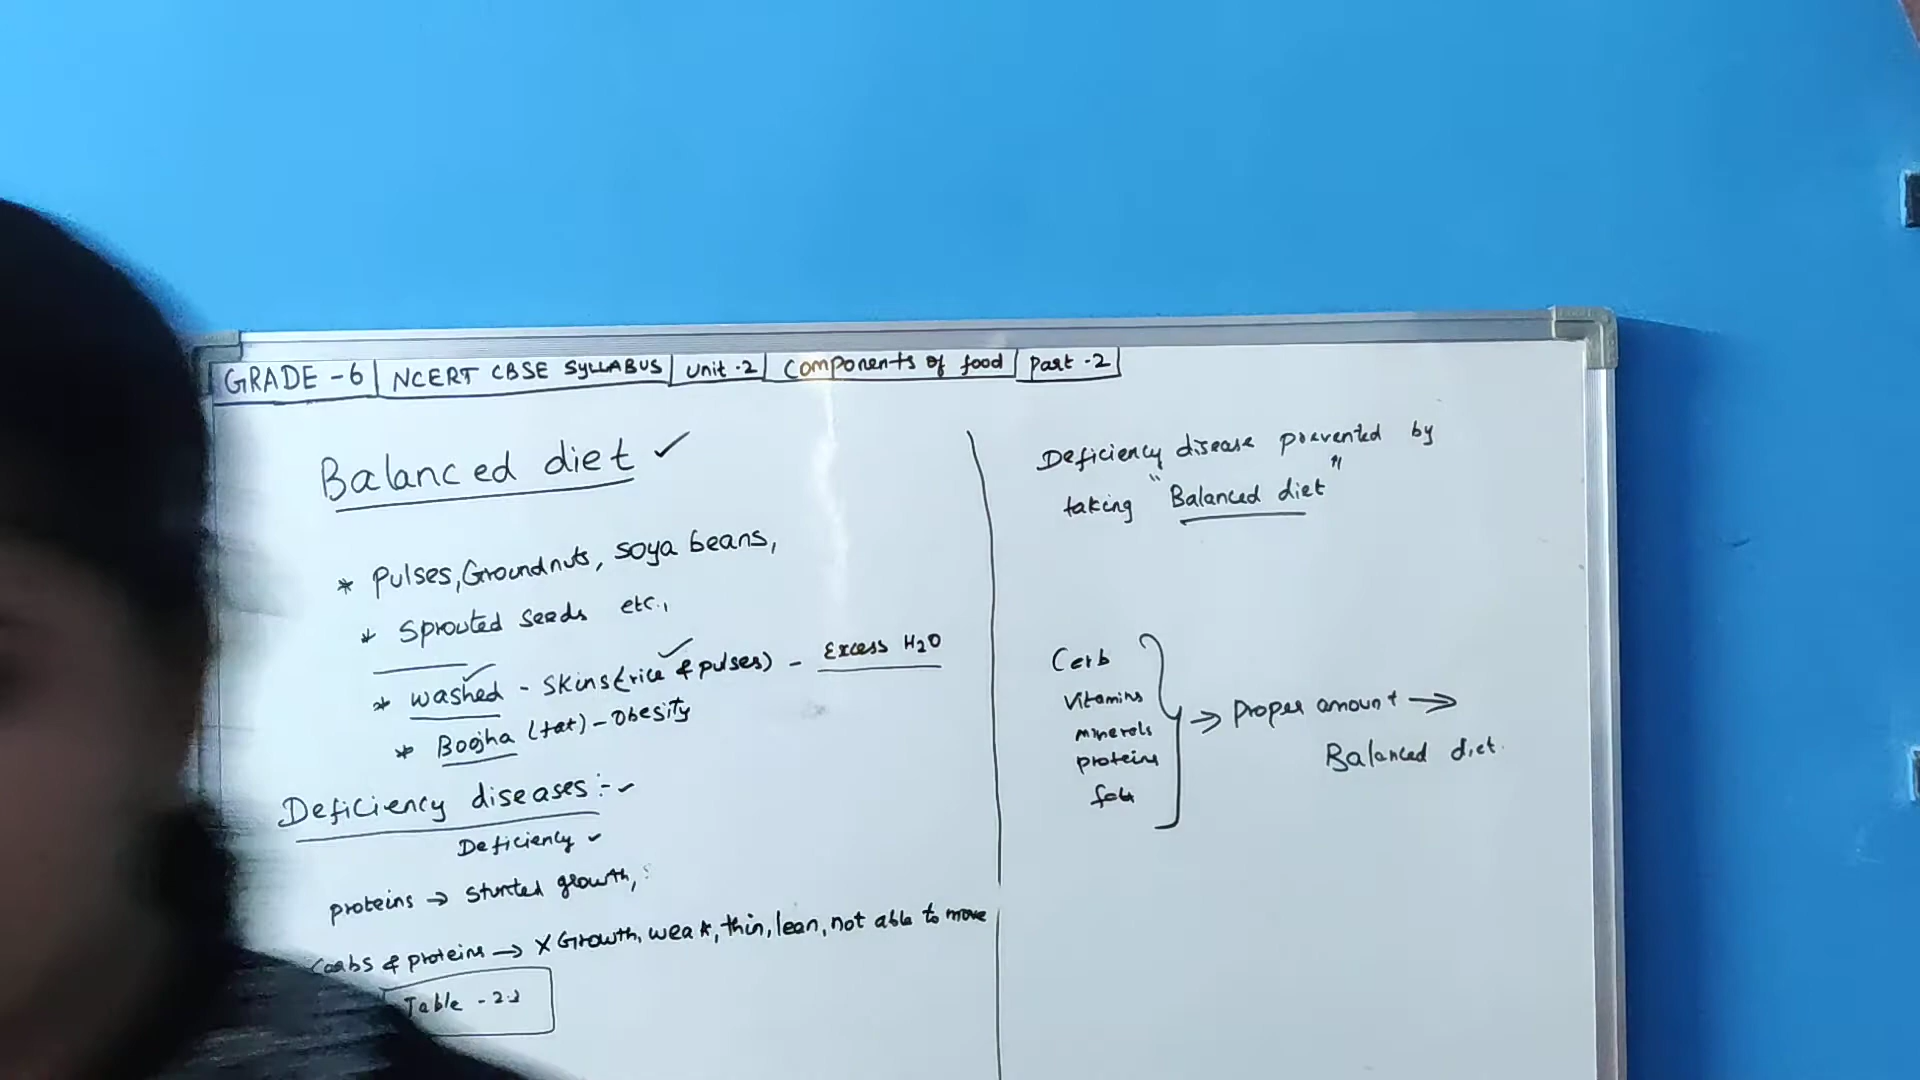 GRADE - 6 | NCERT CBSE SYLLABUS | Unit - 2 | Components of food | Part - 2
Balanced diet ✓
* Pulses, Groundnuts, Soya beans,
* Sprouted seeds etc.,
* washed - skins (rice & pulses) - Excess H2O
* Boojha (fat) - Obesity
Deficiency diseases :- ✓
Deficiency ✓
proteins → stunted growth,
Carbs & proteins → X Growth, weak, thin, lean, not able to move
Table - 2.2
Deficiency disease prevented by
taking "Balanced diet"
Cerb
Vitamins
minerals
proteins
fat
→ Proper amount →
Balanced diet.